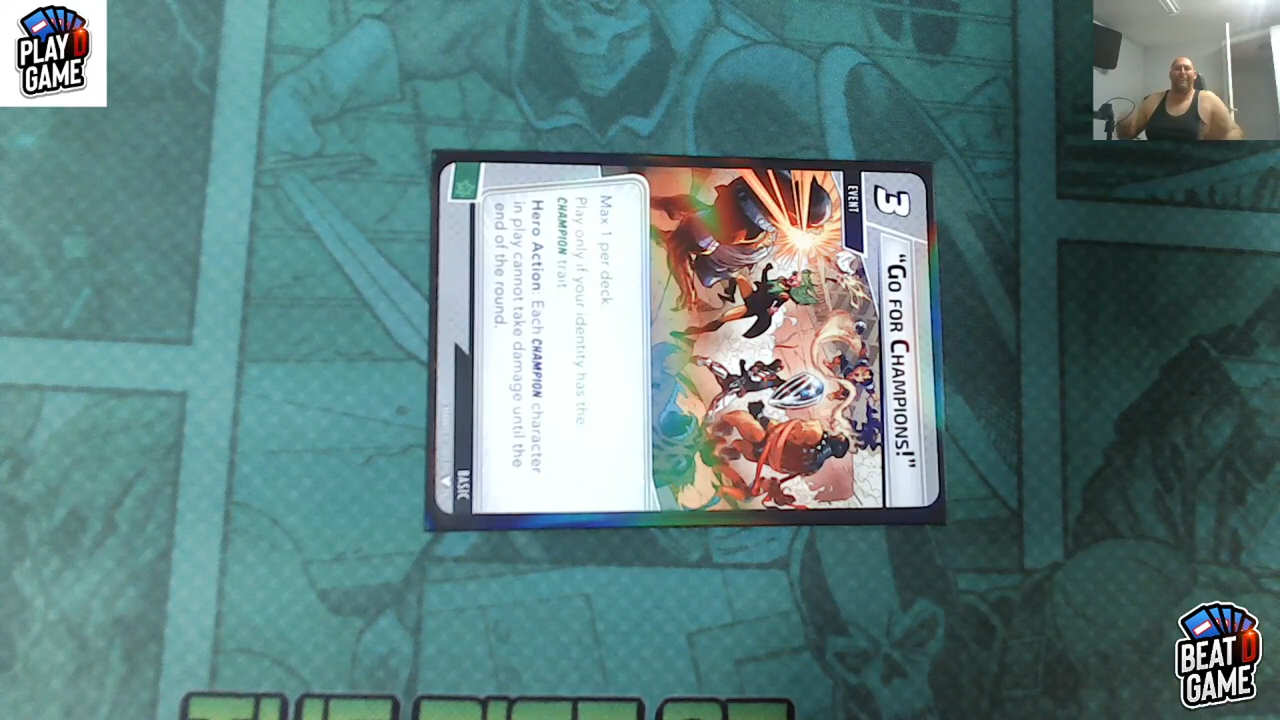 PLAY D
GAME
3
EVENT
"GO FOR CHAMPIONS!"
Max 1 per deck.
Play only if your identity has the
CHAMPION trait.
Hero Action: Each CHAMPION character
in play cannot take damage until the
end of the round.
BASIC
BEAT D
GAME